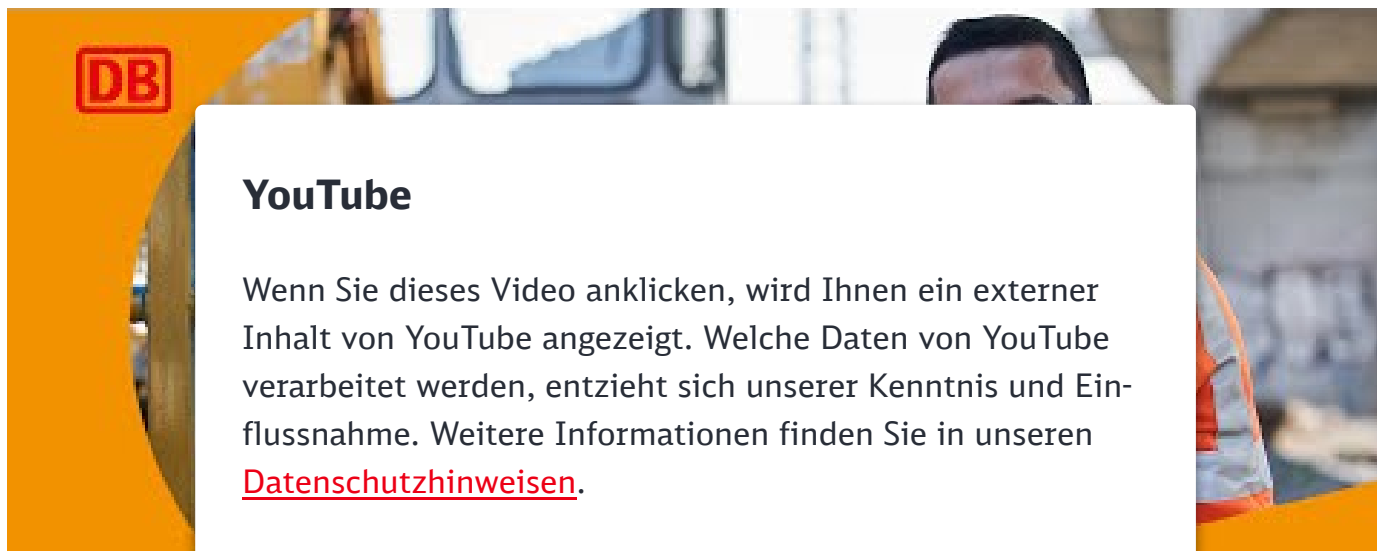 DB
YouTube
Wenn Sie dieses Video anklicken, wird Ihnen ein externer
Inhalt von YouTube angezeigt. Welche Daten von YouTube
verarbeitet werden, entzieht sich unserer Kenntnis und Ein-
flussnahme. Weitere Informationen finden Sie in unseren
Datenschutzhinweisen.